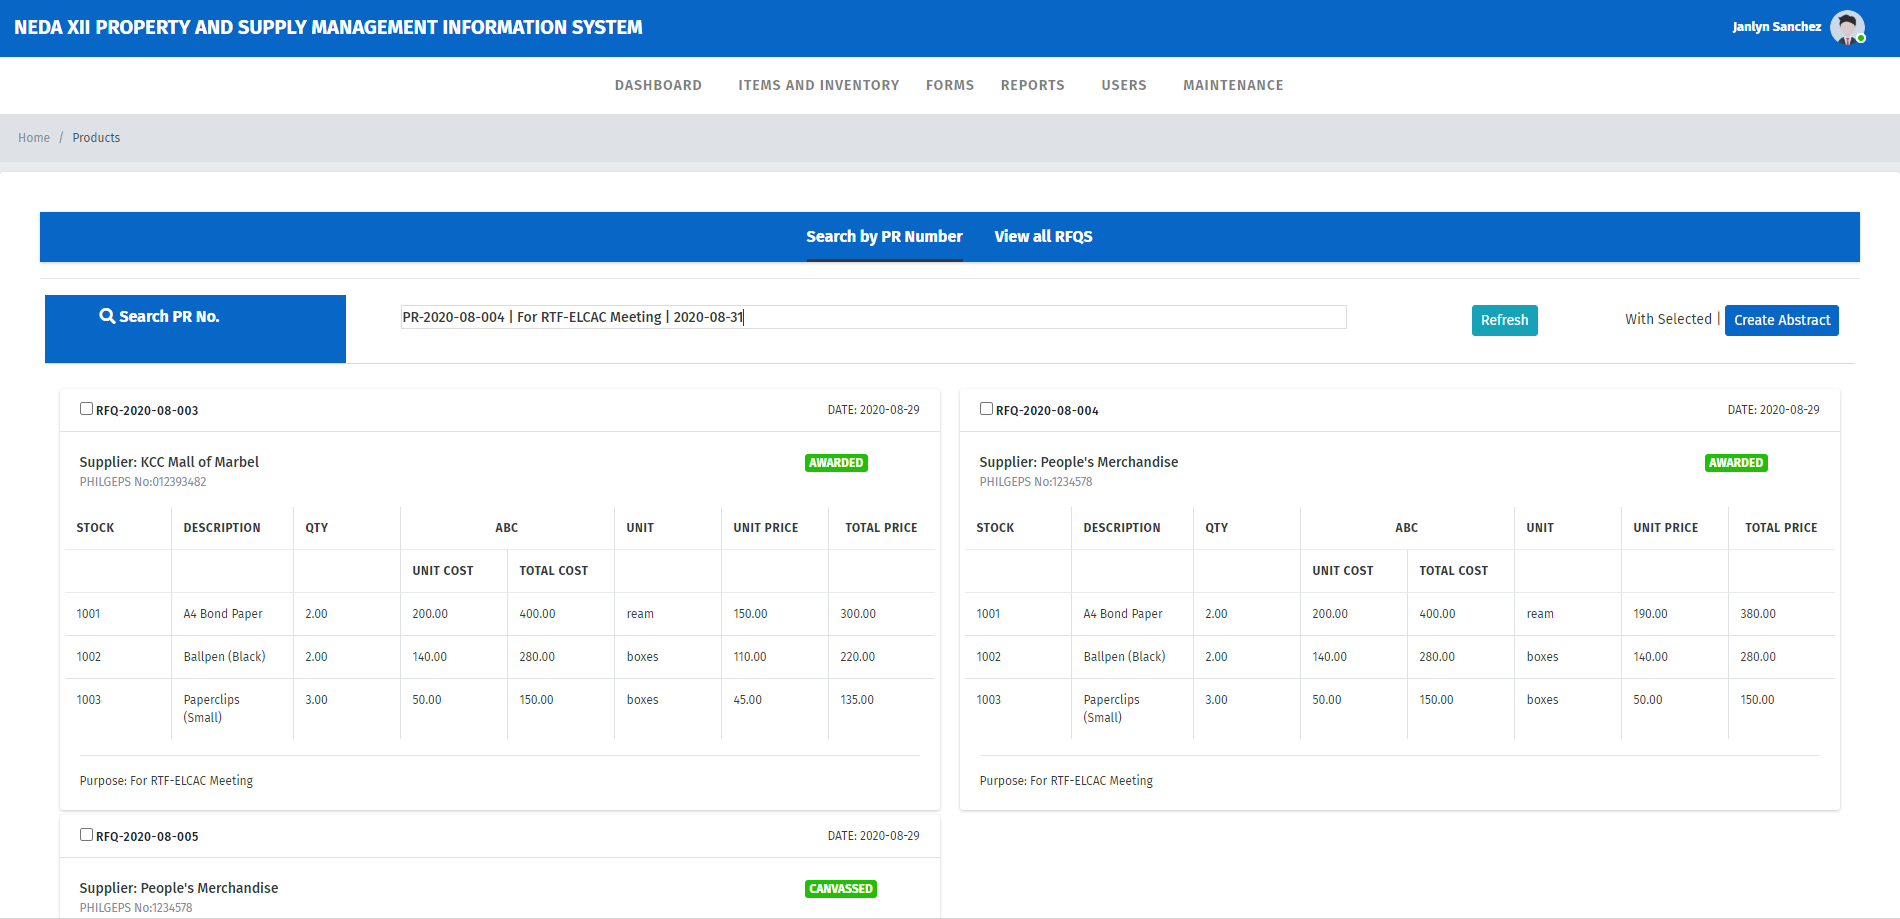 NEDA XII PROPERTY AND SUPPLY MANAGEMENT INFORMATION SYSTEM
Janlyn Sanchez
DASHBOARD ITEMS AND INVENTORY FORMS REPORTS USERS MAINTENANCE
Home / Products
Search by PR Number View all RFQS
Search PR No.
PR-2020-08-004 | For RTF-ELCAC Meeting | 2020-08-31
Refresh
With Selected | Create Abstract
RFQ-2020-08-003 DATE: 2020-08-29
Supplier: KCC Mall of Marbel AWARDED
PHILGEPS No:012393482
STOCK DESCRIPTION QTY ABC UNIT UNIT PRICE TOTAL PRICE
UNIT COST TOTAL COST
1001 A4 Bond Paper 2.00 200.00 400.00 ream 150.00 300.00
1002 Ballpen (Black) 2.00 140.00 280.00 boxes 110.00 220.00
1003 Paperclips 3.00 50.00 150.00 boxes 45.00 135.00
(Small)
Purpose: For RTF-ELCAC Meeting
RFQ-2020-08-004 DATE: 2020-08-29
Supplier: People's Merchandise AWARDED
PHILGEPS No:1234578
STOCK DESCRIPTION QTY ABC UNIT UNIT PRICE TOTAL PRICE
UNIT COST TOTAL COST
1001 A4 Bond Paper 2.00 200.00 400.00 ream 190.00 380.00
1002 Ballpen (Black) 2.00 140.00 280.00 boxes 140.00 280.00
1003 Paperclips 3.00 50.00 150.00 boxes 50.00 150.00
(Small)
Purpose: For RTF-ELCAC Meeting
RFQ-2020-08-005 DATE: 2020-08-29
Supplier: People's Merchandise CANVASSED
PHILGEPS No:1234578